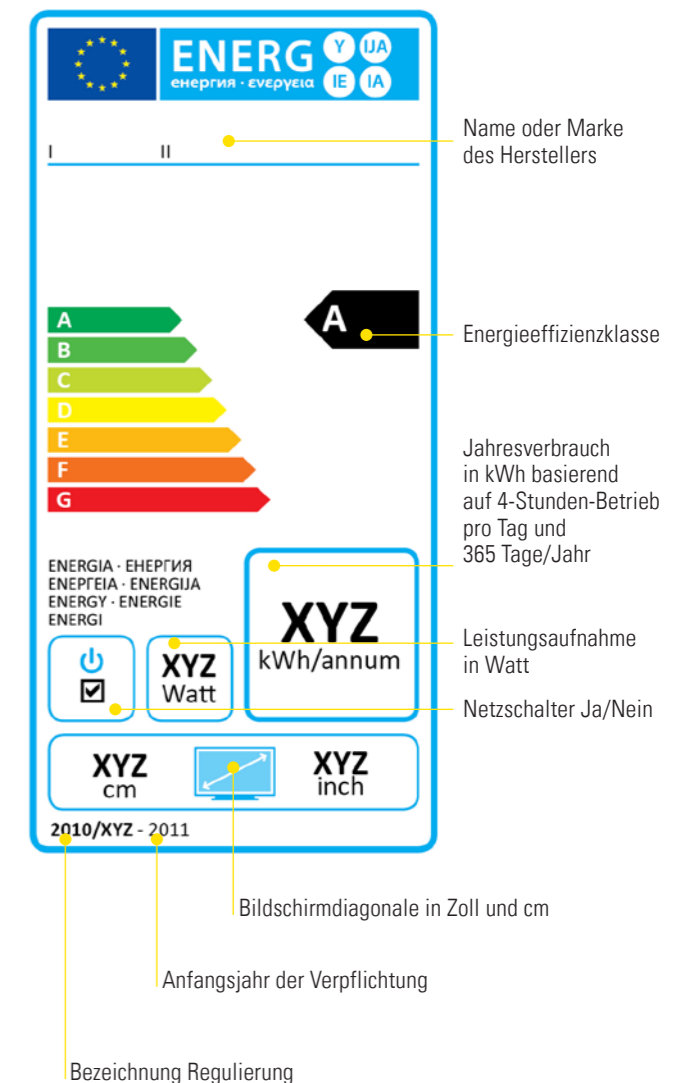 ENERG Y IJA
енергия · ενεργεια IE IA
Name oder Marke
des Herstellers
I II
A
A
B
C
D
E
F
G
Energieeffizienzklasse
Jahresverbrauch
in kWh basierend
auf 4-Stunden-Betrieb
pro Tag und
365 Tage/Jahr
ENERGIA · ЕНЕРГИЯ
ΕΝΕΡΓΕΙΑ · ENERGIJA
ENERGY · ENERGIE
ENERGI
XYZ
kWh/annum
XYZ
Watt
Leistungsaufnahme
in Watt
Netzschalter Ja/Nein
XYZ
cm
XYZ
inch
2010/XYZ - 2011
Bildschirmdiagonale in Zoll und cm
Anfangsjahr der Verpflichtung
Bezeichnung Regulierung